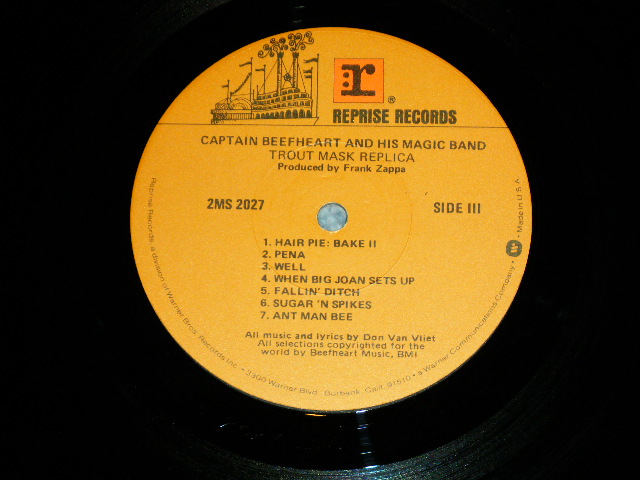 r
®
REPRISE RECORDS
CAPTAIN BEEFHEART AND HIS MAGIC BAND
TROUT MASK REPLICA
Produced by Frank Zappa
2MS 2027
SIDE III
1. HAIR PIE: BAKE II
2. PENA
3. WELL
4. WHEN BIG JOAN SETS UP
5. FALLIN' DITCH
6. SUGAR 'N SPIKES
7. ANT MAN BEE
All music and lyrics by Don Van Vliet
All selections copyrighted for the
world by Beefheart Music, BMI
Reprise Records, a division of Warner Bros. Records Inc. • 3300 Warner Blvd., Burbank, Calif. 91510 • a Warner Communications Company • W • Made in U.S.A.